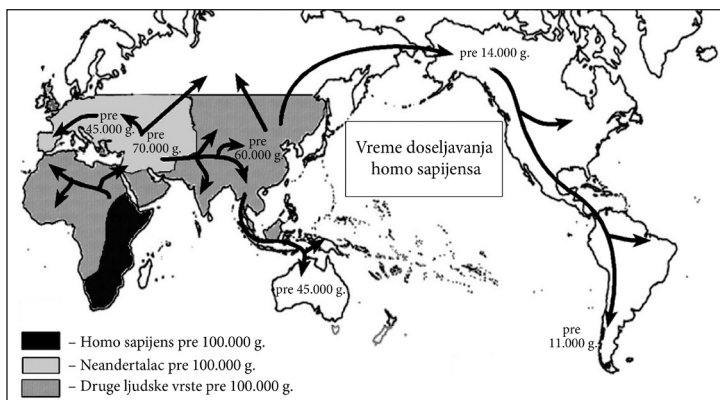 pre 14.000 g.
pre
45.000 g.
pre
70.000 g.
pre
60.000 g.
Vreme doseljavanja
homo sapijensa
pre 45.000 g.
pre
11.000 g.
– Homo sapijens pre 100.000 g.
– Neandertalac pre 100.000 g.
– Druge ljudske vrste pre 100.000 g.